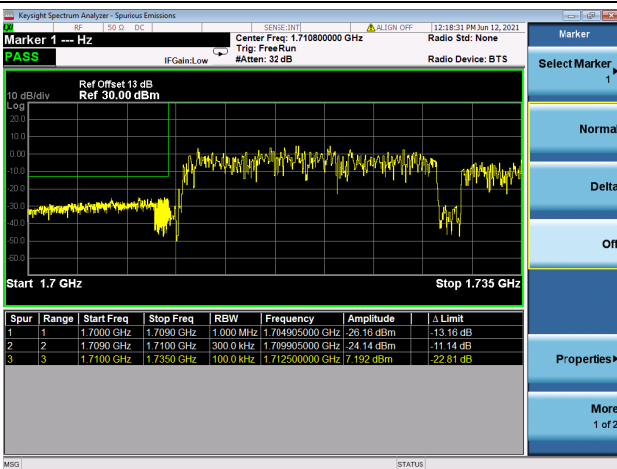 Keysight Spectrum Analyzer - Spurious Emissions
RF 50 Ω DC SENSE:INT ALIGN OFF 12:18:31 PM Jun 12, 2021
Marker 1 --- Hz
Center Freq: 1.710800000 GHz
Radio Std: None
Trig: Free Run
PASS
IFGain:Low
#Atten: 32 dB
Radio Device: BTS
Ref Offset 13 dB
10 dB/div
Ref 30.00 dBm
Log
20.0
10.0
0.00
-10.0
-20.0
-30.0
-40.0
-50.0
-60.0
Start 1.7 GHz
Stop 1.735 GHz
Spur Range Start Freq Stop Freq RBW Frequency Amplitude Δ Limit
1 1 1.7000 GHz 1.7090 GHz 1.000 MHz 1.704905000 GHz -26.16 dBm -13.16 dB
2 2 1.7090 GHz 1.7100 GHz 300.0 kHz 1.709905000 GHz -24.14 dBm -11.14 dB
3 3 1.7100 GHz 1.7350 GHz 100.0 kHz 1.712500000 GHz 7.192 dBm -22.81 dB
MSG
STATUS
Marker
Select Marker
1
Normal
Delta
Off
Properties
More
1 of 2